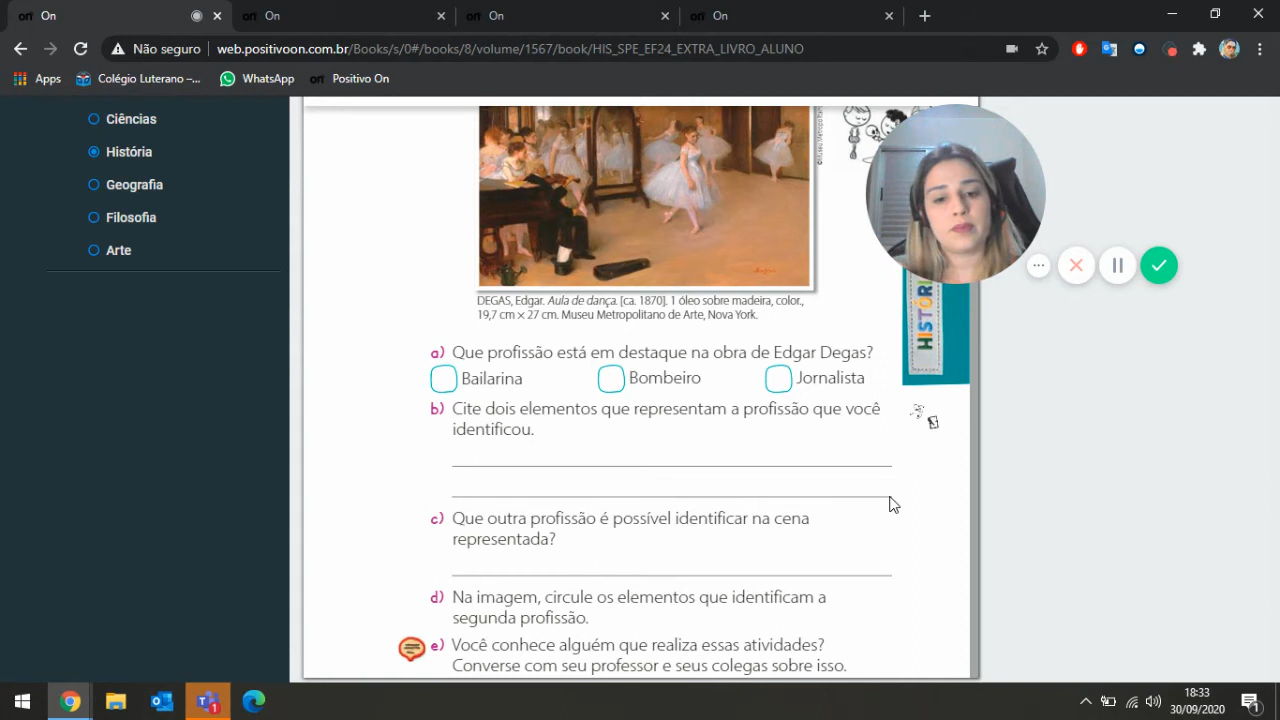 On
On
On
On
Não seguro
web.positivoon.com.br/Books/s/0#/books/8/volume/1567/book/HIS_SPE_EF24_EXTRA_LIVRO_ALUNO
Apps
Colégio Luterano –...
WhatsApp
on
Positivo On
Ciências
História
Geografia
Filosofia
Arte
DEGAS, Edgar. Aula de dança. [ca. 1870]. 1 óleo sobre madeira, color.,
19,7 cm × 27 cm. Museu Metropolitano de Arte, Nova York.
HISTÓRI
a) Que profissão está em destaque na obra de Edgar Degas?
Bailarina Bombeiro Jornalista
b) Cite dois elementos que representam a profissão que você
identificou.
c) Que outra profissão é possível identificar na cena
representada?
d) Na imagem, circule os elementos que identificam a
segunda profissão.
e) Você conhece alguém que realiza essas atividades?
Converse com seu professor e seus colegas sobre isso.
1
18:33
30/09/2020
1